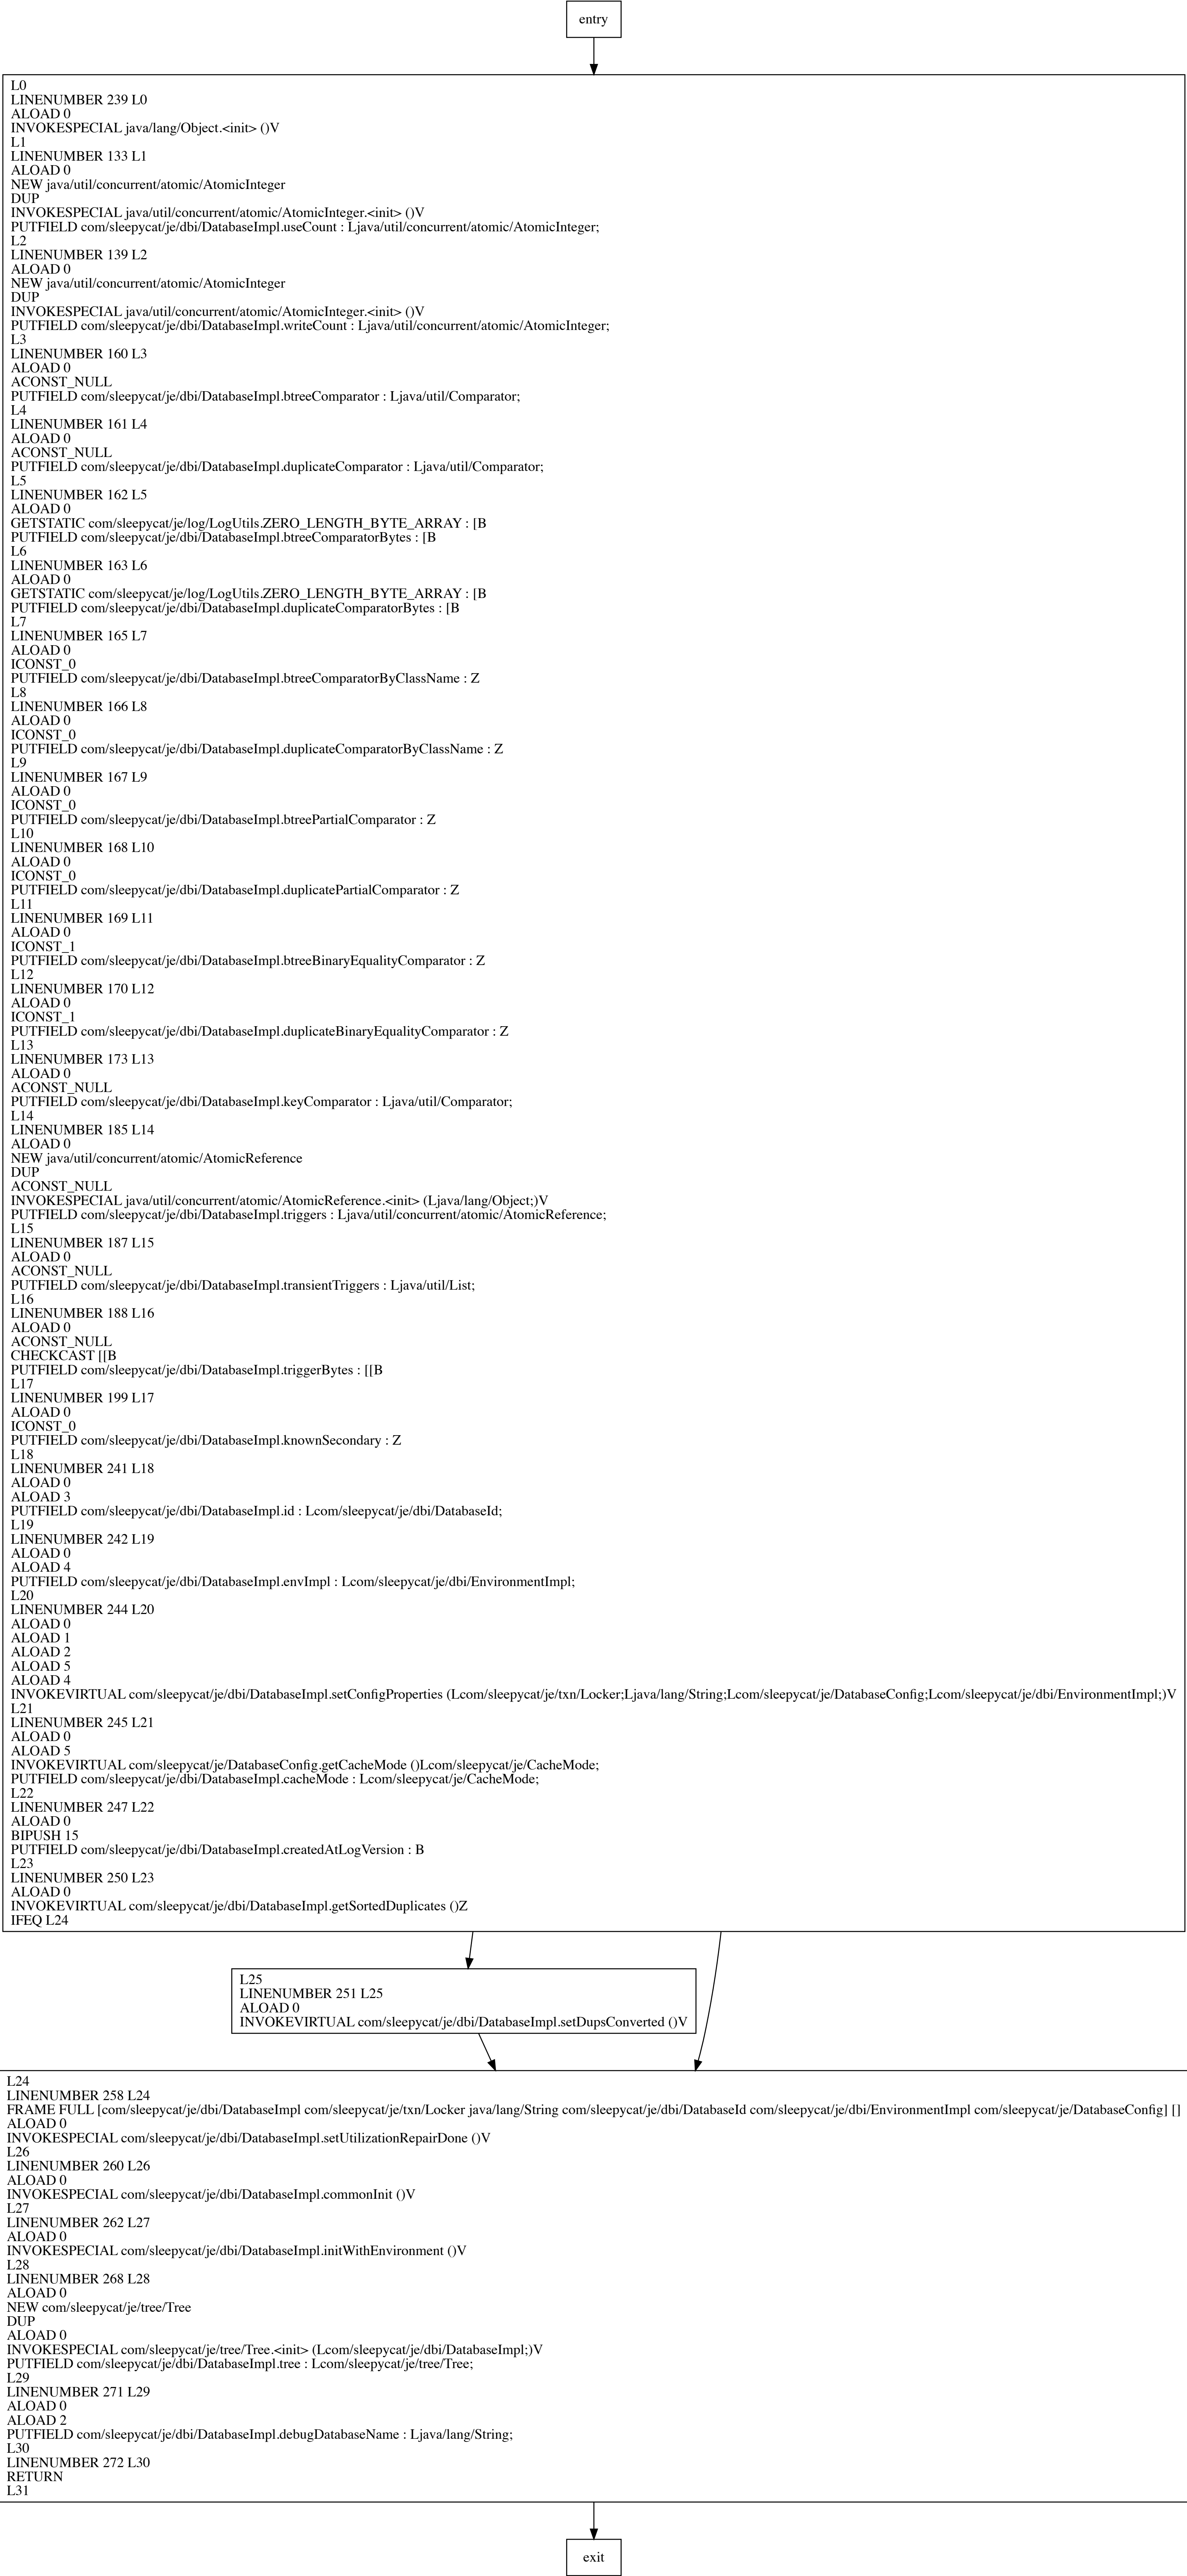 entry
L0
LINENUMBER 239 L0
ALOAD 0
INVOKESPECIAL java/lang/Object.<init> ()V
L1
LINENUMBER 133 L1
ALOAD 0
NEW java/util/concurrent/atomic/AtomicInteger
DUP
INVOKESPECIAL java/util/concurrent/atomic/AtomicInteger.<init> ()V
PUTFIELD com/sleepycat/je/dbi/DatabaseImpl.useCount : Ljava/util/concurrent/atomic/AtomicInteger;
L2
LINENUMBER 139 L2
ALOAD 0
NEW java/util/concurrent/atomic/AtomicInteger
DUP
INVOKESPECIAL java/util/concurrent/atomic/AtomicInteger.<init> ()V
PUTFIELD com/sleepycat/je/dbi/DatabaseImpl.writeCount : Ljava/util/concurrent/atomic/AtomicInteger;
L3
LINENUMBER 160 L3
ALOAD 0
ACONST_NULL
PUTFIELD com/sleepycat/je/dbi/DatabaseImpl.btreeComparator : Ljava/util/Comparator;
L4
LINENUMBER 161 L4
ALOAD 0
ACONST_NULL
PUTFIELD com/sleepycat/je/dbi/DatabaseImpl.duplicateComparator : Ljava/util/Comparator;
L5
LINENUMBER 162 L5
ALOAD 0
GETSTATIC com/sleepycat/je/log/LogUtils.ZERO_LENGTH_BYTE_ARRAY : [B
PUTFIELD com/sleepycat/je/dbi/DatabaseImpl.btreeComparatorBytes : [B
L6
LINENUMBER 163 L6
ALOAD 0
GETSTATIC com/sleepycat/je/log/LogUtils.ZERO_LENGTH_BYTE_ARRAY : [B
PUTFIELD com/sleepycat/je/dbi/DatabaseImpl.duplicateComparatorBytes : [B
L7
LINENUMBER 165 L7
ALOAD 0
ICONST_0
PUTFIELD com/sleepycat/je/dbi/DatabaseImpl.btreeComparatorByClassName : Z
L8
LINENUMBER 166 L8
ALOAD 0
ICONST_0
PUTFIELD com/sleepycat/je/dbi/DatabaseImpl.duplicateComparatorByClassName : Z
L9
LINENUMBER 167 L9
ALOAD 0
ICONST_0
PUTFIELD com/sleepycat/je/dbi/DatabaseImpl.btreePartialComparator : Z
L10
LINENUMBER 168 L10
ALOAD 0
ICONST_0
PUTFIELD com/sleepycat/je/dbi/DatabaseImpl.duplicatePartialComparator : Z
L11
LINENUMBER 169 L11
ALOAD 0
ICONST_1
PUTFIELD com/sleepycat/je/dbi/DatabaseImpl.btreeBinaryEqualityComparator : Z
L12
LINENUMBER 170 L12
ALOAD 0
ICONST_1
PUTFIELD com/sleepycat/je/dbi/DatabaseImpl.duplicateBinaryEqualityComparator : Z
L13
LINENUMBER 173 L13
ALOAD 0
ACONST_NULL
PUTFIELD com/sleepycat/je/dbi/DatabaseImpl.keyComparator : Ljava/util/Comparator;
L14
LINENUMBER 185 L14
ALOAD 0
NEW java/util/concurrent/atomic/AtomicReference
DUP
ACONST_NULL
INVOKESPECIAL java/util/concurrent/atomic/AtomicReference.<init> (Ljava/lang/Object;)V
PUTFIELD com/sleepycat/je/dbi/DatabaseImpl.triggers : Ljava/util/concurrent/atomic/AtomicReference;
L15
LINENUMBER 187 L15
ALOAD 0
ACONST_NULL
PUTFIELD com/sleepycat/je/dbi/DatabaseImpl.transientTriggers : Ljava/util/List;
L16
LINENUMBER 188 L16
ALOAD 0
ACONST_NULL
CHECKCAST [[B
PUTFIELD com/sleepycat/je/dbi/DatabaseImpl.triggerBytes : [[B
L17
LINENUMBER 199 L17
ALOAD 0
ICONST_0
PUTFIELD com/sleepycat/je/dbi/DatabaseImpl.knownSecondary : Z
L18
LINENUMBER 241 L18
ALOAD 0
ALOAD 3
PUTFIELD com/sleepycat/je/dbi/DatabaseImpl.id : Lcom/sleepycat/je/dbi/DatabaseId;
L19
LINENUMBER 242 L19
ALOAD 0
ALOAD 4
PUTFIELD com/sleepycat/je/dbi/DatabaseImpl.envImpl : Lcom/sleepycat/je/dbi/EnvironmentImpl;
L20
LINENUMBER 244 L20
ALOAD 0
ALOAD 1
ALOAD 2
ALOAD 5
ALOAD 4
INVOKEVIRTUAL com/sleepycat/je/dbi/DatabaseImpl.setConfigProperties (Lcom/sleepycat/je/txn/Locker;Ljava/lang/String;Lcom/sleepycat/je/DatabaseConfig;Lcom/sleepycat/je/dbi/EnvironmentImpl;)V
L21
LINENUMBER 245 L21
ALOAD 0
ALOAD 5
INVOKEVIRTUAL com/sleepycat/je/DatabaseConfig.getCacheMode ()Lcom/sleepycat/je/CacheMode;
PUTFIELD com/sleepycat/je/dbi/DatabaseImpl.cacheMode : Lcom/sleepycat/je/CacheMode;
L22
LINENUMBER 247 L22
ALOAD 0
BIPUSH 15
PUTFIELD com/sleepycat/je/dbi/DatabaseImpl.createdAtLogVersion : B
L23
LINENUMBER 250 L23
ALOAD 0
INVOKEVIRTUAL com/sleepycat/je/dbi/DatabaseImpl.getSortedDuplicates ()Z
IFEQ L24
L25
LINENUMBER 251 L25
ALOAD 0
INVOKEVIRTUAL com/sleepycat/je/dbi/DatabaseImpl.setDupsConverted ()V
L24
LINENUMBER 258 L24
FRAME FULL [com/sleepycat/je/dbi/DatabaseImpl com/sleepycat/je/txn/Locker java/lang/String com/sleepycat/je/dbi/DatabaseId com/sleepycat/je/dbi/EnvironmentImpl com/sleepycat/je/DatabaseConfig] []
ALOAD 0
INVOKESPECIAL com/sleepycat/je/dbi/DatabaseImpl.setUtilizationRepairDone ()V
L26
LINENUMBER 260 L26
ALOAD 0
INVOKESPECIAL com/sleepycat/je/dbi/DatabaseImpl.commonInit ()V
L27
LINENUMBER 262 L27
ALOAD 0
INVOKESPECIAL com/sleepycat/je/dbi/DatabaseImpl.initWithEnvironment ()V
L28
LINENUMBER 268 L28
ALOAD 0
NEW com/sleepycat/je/tree/Tree
DUP
ALOAD 0
INVOKESPECIAL com/sleepycat/je/tree/Tree.<init> (Lcom/sleepycat/je/dbi/DatabaseImpl;)V
PUTFIELD com/sleepycat/je/dbi/DatabaseImpl.tree : Lcom/sleepycat/je/tree/Tree;
L29
LINENUMBER 271 L29
ALOAD 0
ALOAD 2
PUTFIELD com/sleepycat/je/dbi/DatabaseImpl.debugDatabaseName : Ljava/lang/String;
L30
LINENUMBER 272 L30
RETURN
L31
exit